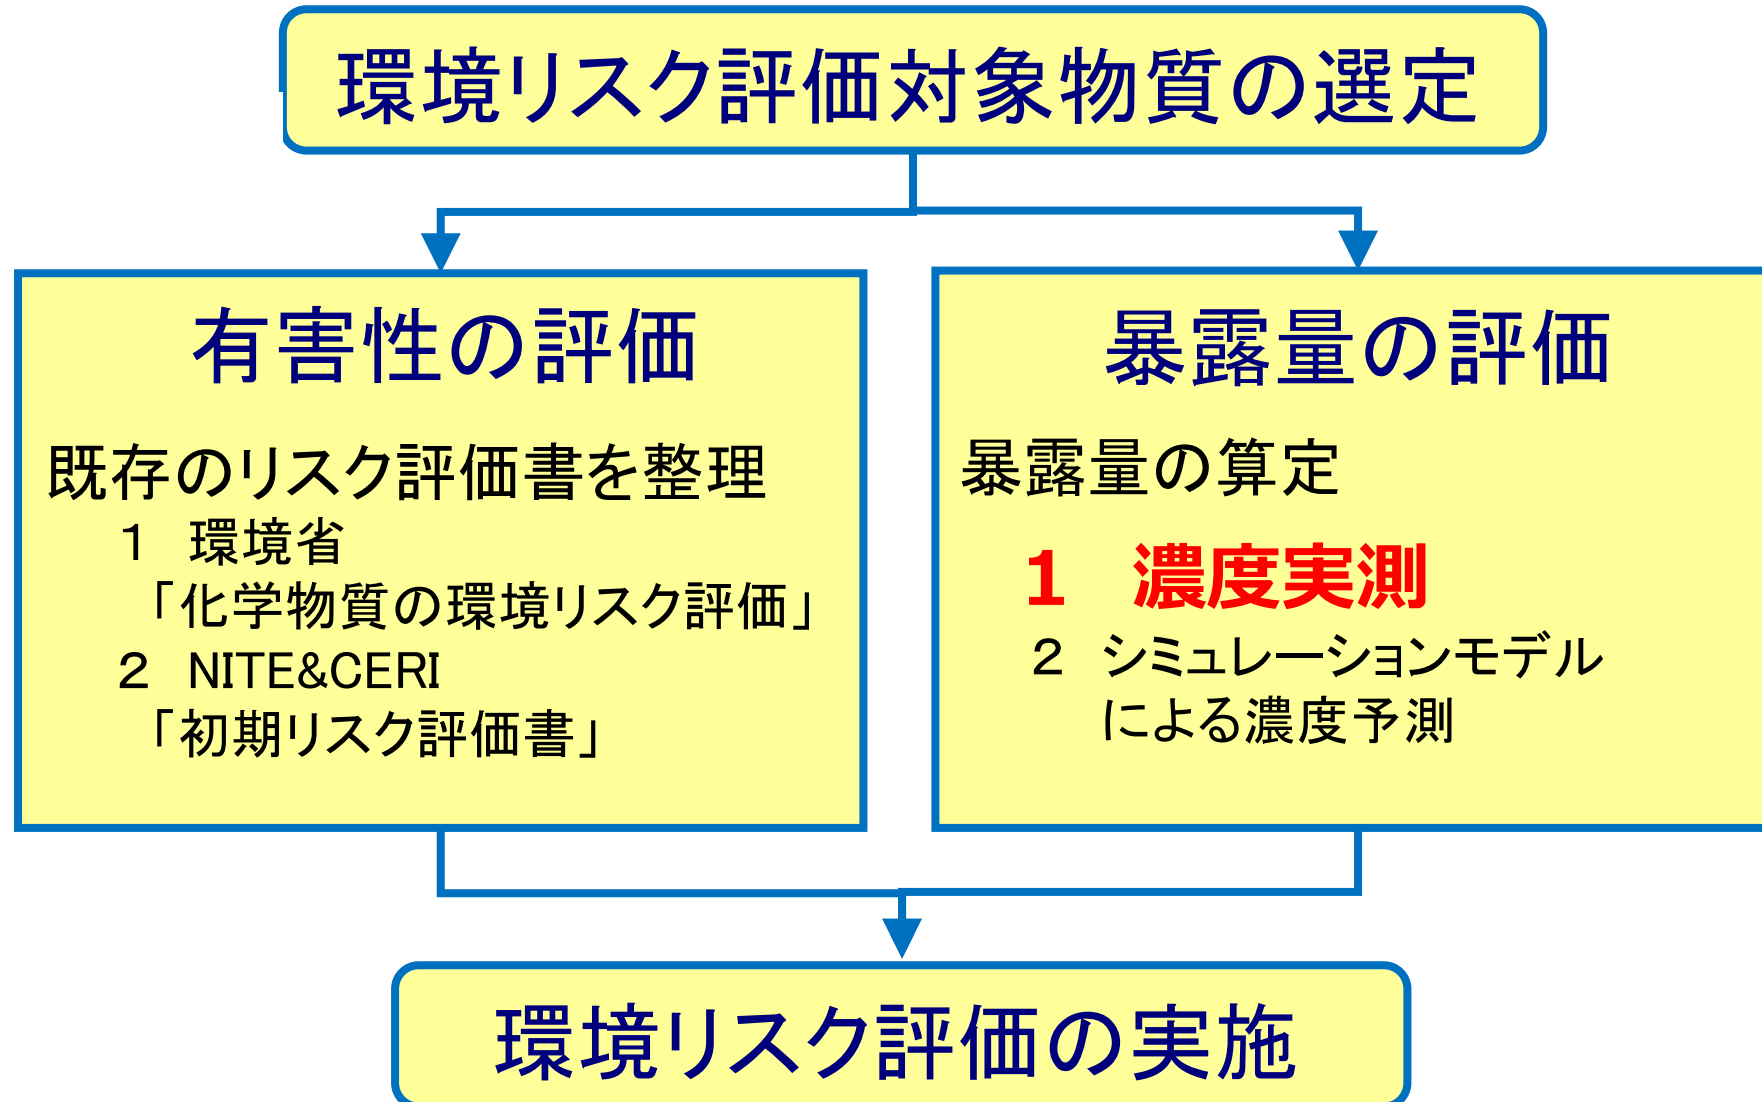 環境リスク評価対象物質の選定
有害性の評価
既存のリスク評価書を整理
１　環境省
「化学物質の環境リスク評価」
２　NITE&CERI
「初期リスク評価書」
暴露量の評価
暴露量の算定
１　濃度実測
２　シミュレーションモデル
による濃度予測
環境リスク評価の実施